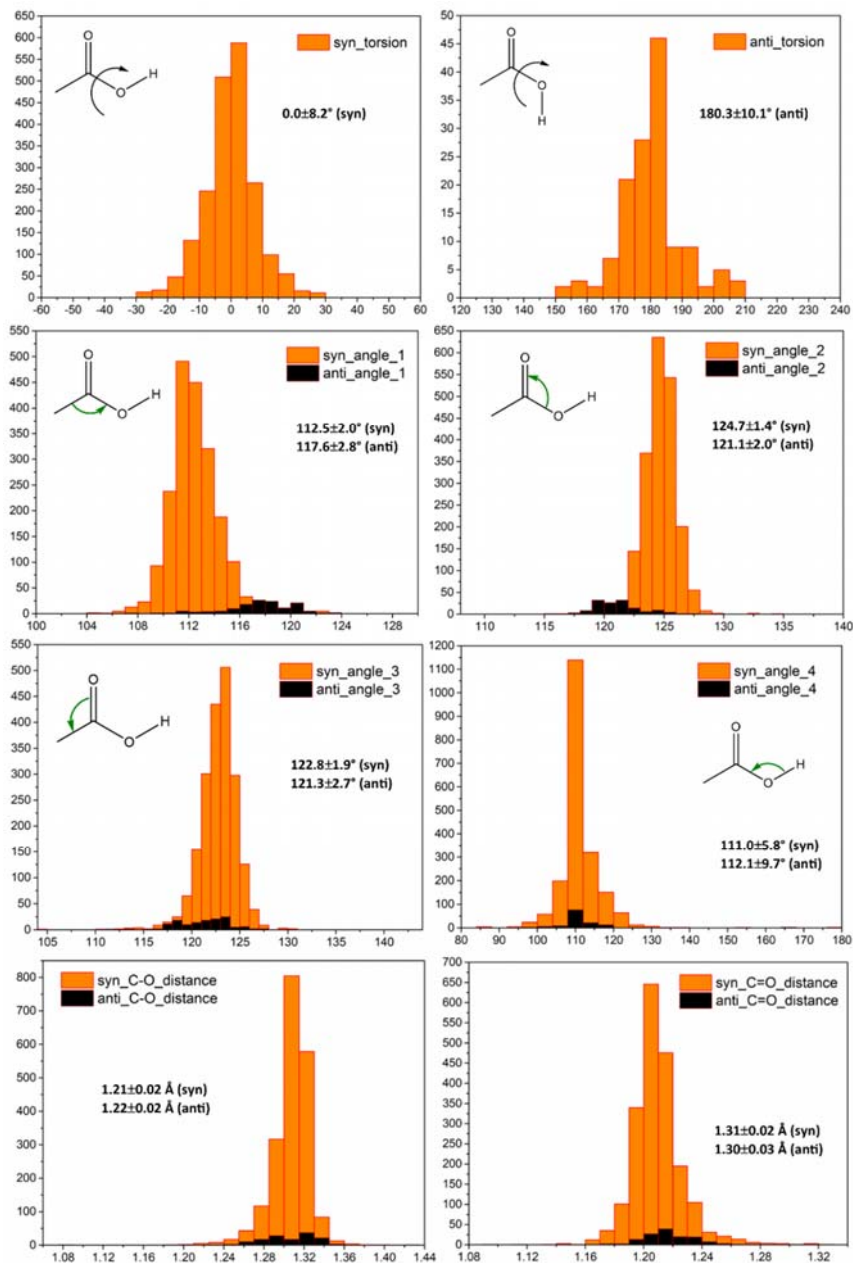 650
600
550
500
450
400
350
300
250
200
150
100
50
0
O
H
O
syn_torsion
0.0±8.2° (syn)
-60 -50 -40 -30 -20 -10 0 10 20 30 40 50 60
50
45
40
35
30
25
20
15
10
5
0
O
O
H
anti_torsion
180.3±10.1° (anti)
120 130 140 150 160 170 180 190 200 210 220 230 240
550
500
450
400
350
300
250
200
150
100
50
0
O
H
O
syn_angle_1
anti_angle_1
112.5±2.0° (syn)
117.6±2.8° (anti)
100 104 108 112 116 120 124 128
650
600
550
500
450
400
350
300
250
200
150
100
50
0
O
H
O
syn_angle_2
anti_angle_2
124.7±1.4° (syn)
121.1±2.0° (anti)
110 115 120 125 130 135 140
550
500
450
400
350
300
250
200
150
100
50
0
O
H
O
syn_angle_3
anti_angle_3
122.8±1.9° (syn)
121.3±2.7° (anti)
110 115 120 125 130 135 140
1200
1100
1000
900
800
700
600
500
400
300
200
100
0
syn_angle_4
anti_angle_4
O
H
O
111.0±5.8° (syn)
112.1±9.7° (anti)
80 90 100 110 120 130 140 150 160 170 180
800
700
600
500
400
300
200
100
0
syn_C-O_distance
anti_C-O_distance
1.21±0.02 Å (syn)
1.22±0.02 Å (anti)
1.08 1.12 1.16 1.20 1.24 1.28 1.32 1.36 1.40 1.44
700
650
600
550
500
450
400
350
300
250
200
150
100
50
0
syn_C=O_distance
anti_C=O_distance
1.31±0.02 Å (syn)
1.30±0.03 Å (anti)
1.08 1.12 1.16 1.20 1.24 1.28 1.32